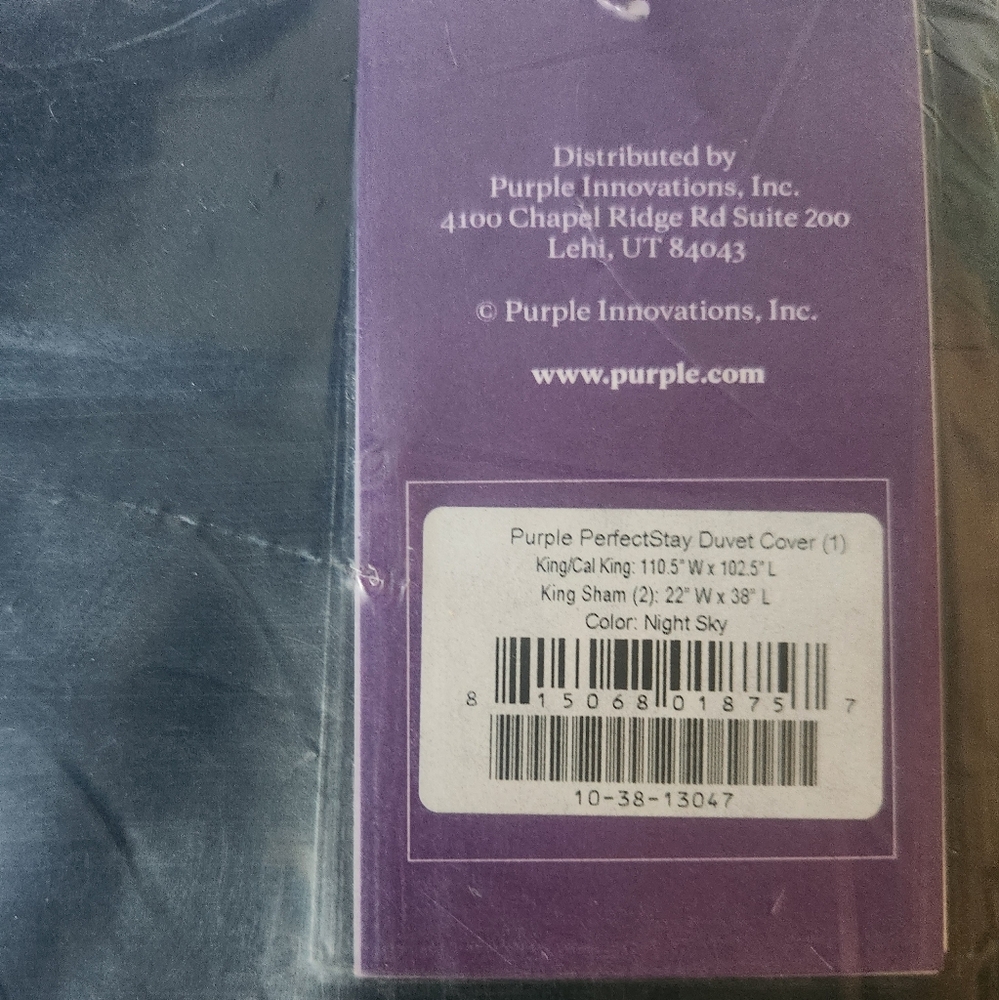 Distributed by
Purple Innovations, Inc.
4100 Chapel Ridge Rd Suite 200
Lehi, UT 84043
© Purple Innovations, Inc.
www.purple.com
Purple PerfectStay Duvet Cover (1)
King/Cal King: 110.5" W x 102.5" L
King Sham (2): 22" W x 38" L
Color: Night Sky
8 15068 01875 7
10-38-13047